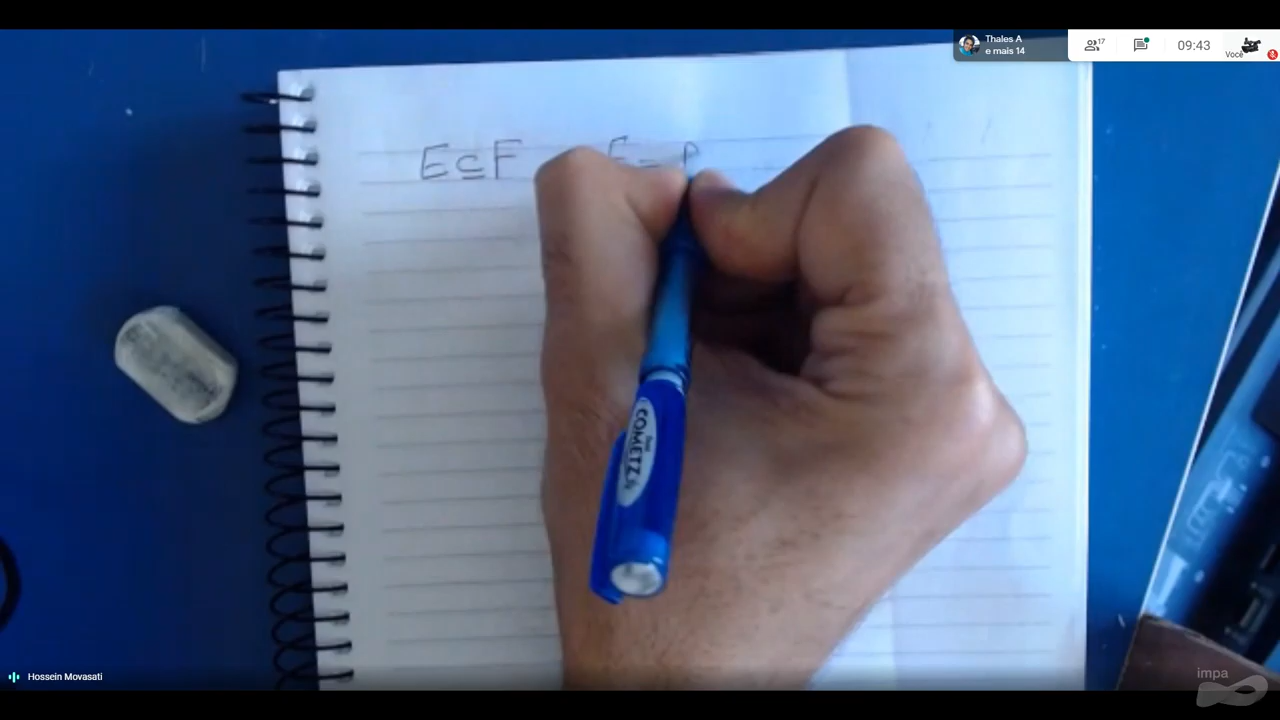 Thales A
e mais 14
17
09:43
Você
E ⊆ F
COMETZ
Hossein Movasati
impa